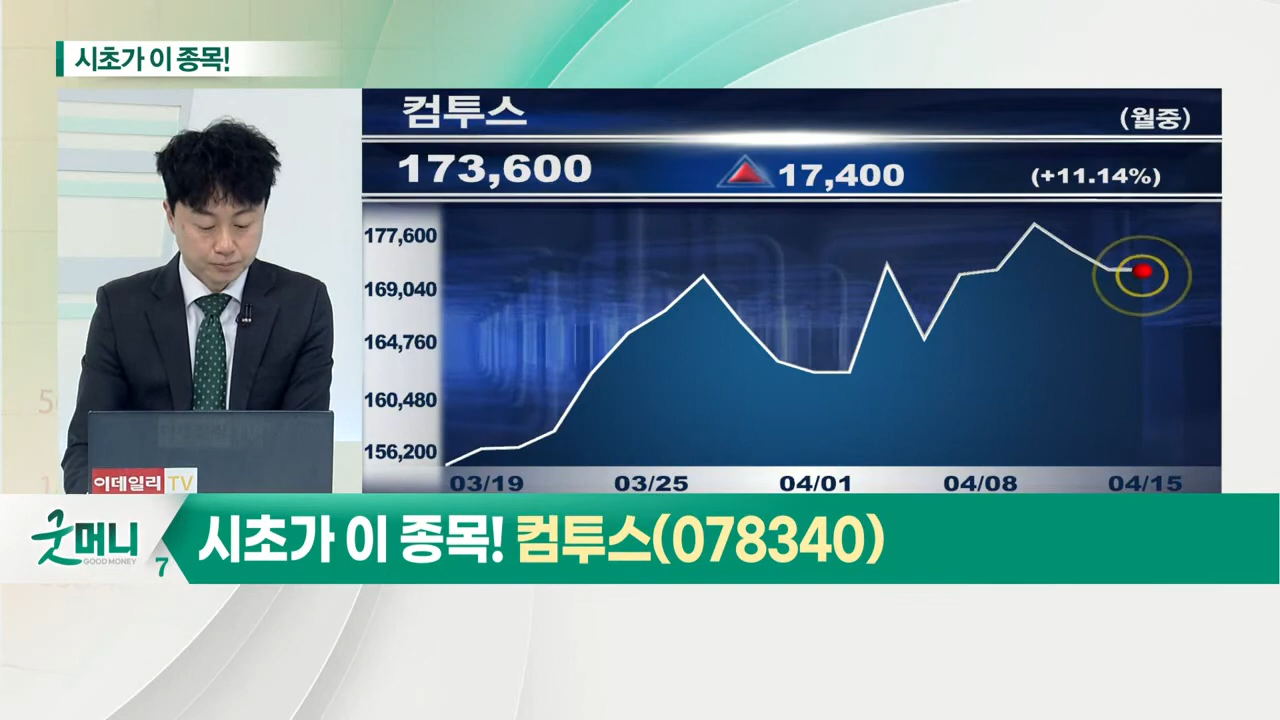 시초가 이 종목!
컴투스
(월중)
173,600
17,400
(+11.14%)
177,600
169,040
164,760
160,480
156,200
03/19
03/25
04/01
04/08
04/15
이데일리 TV
굿머니
GOOD MONEY
7
시초가 이 종목! 컴투스(078340)